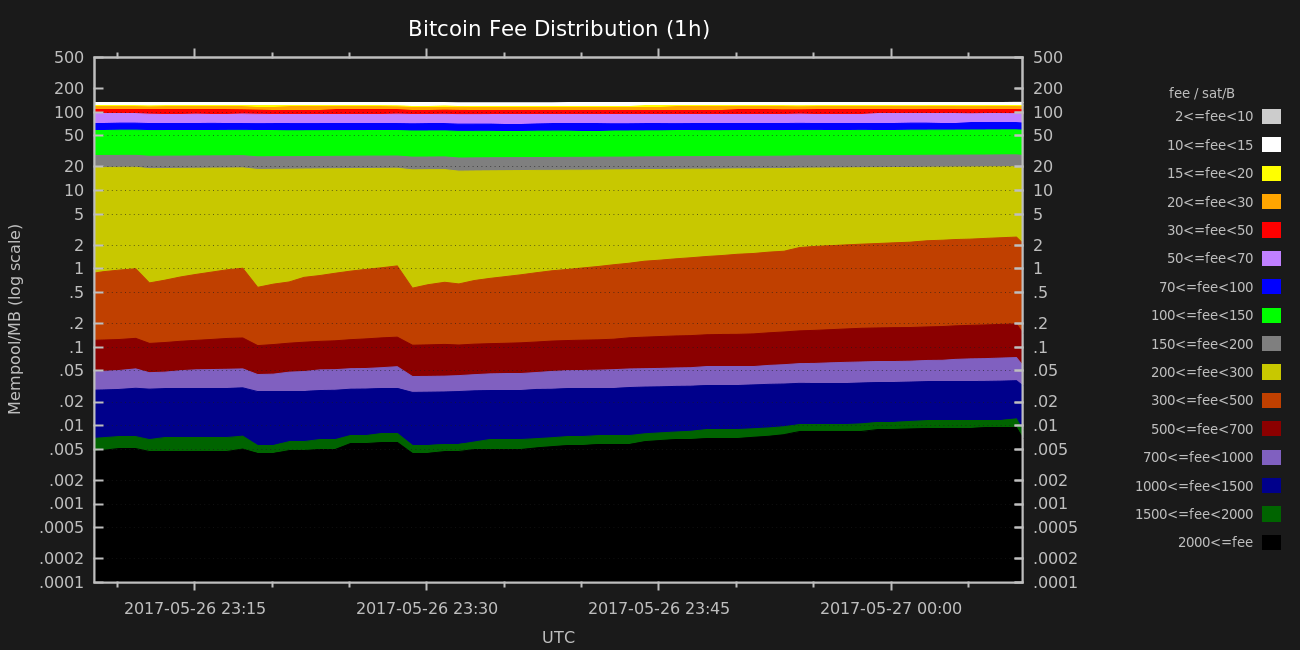 Bitcoin Fee Distribution (1h)
500
200
100
50
20
10
5
2
1
.5
.2
.1
.05
.02
.01
.005
.002
.001
.0005
.0002
.0001
Mempool/MB (log scale)
500
200
100
50
20
10
5
2
1
.5
.2
.1
.05
.02
.01
.005
.002
.001
.0005
.0002
.0001
2017-05-26 23:15 2017-05-26 23:30 2017-05-26 23:45 2017-05-27 00:00
UTC
fee / sat/B
2<=fee<10
10<=fee<15
15<=fee<20
20<=fee<30
30<=fee<50
50<=fee<70
70<=fee<100
100<=fee<150
150<=fee<200
200<=fee<300
300<=fee<500
500<=fee<700
700<=fee<1000
1000<=fee<1500
1500<=fee<2000
2000<=fee